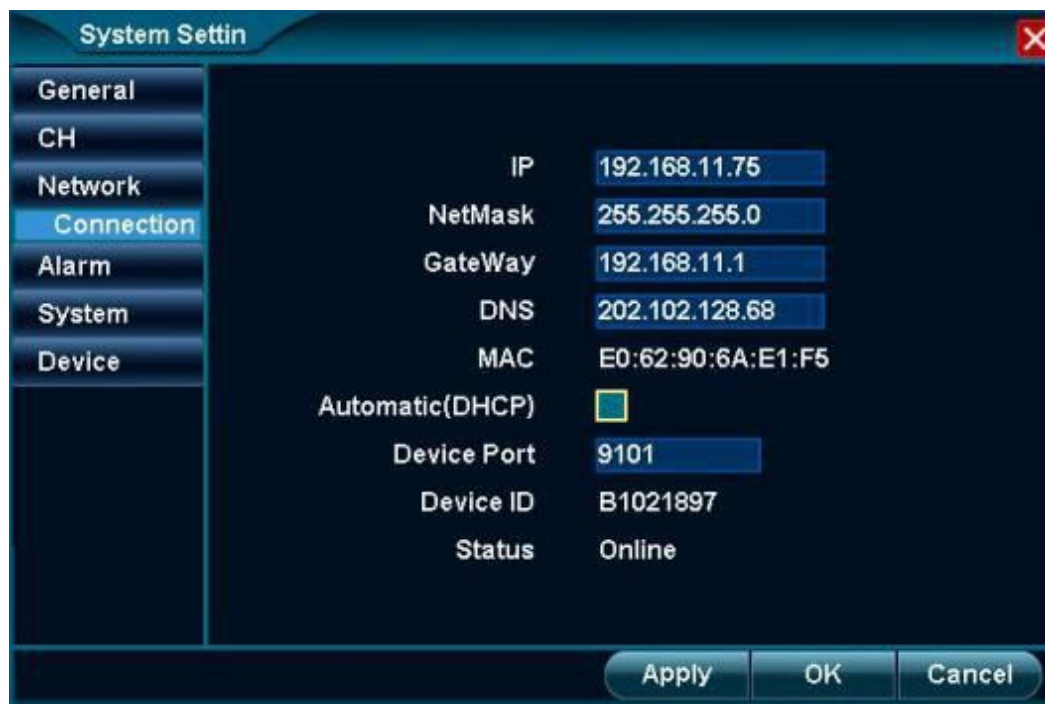 System Settin
General
CH
Network
Connection
Alarm
System
Device
IP 192.168.11.75
NetMask 255.255.255.0
GateWay 192.168.11.1
DNS 202.102.128.68
MAC E0:62:90:6A:E1:F5
Automatic(DHCP)
Device Port 9101
Device ID B1021897
Status Online
Apply OK Cancel